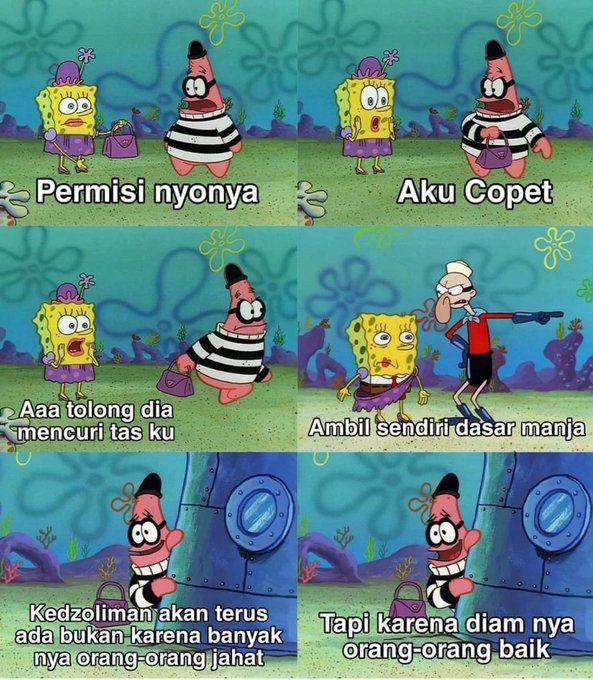 Permisi nyonya
Aku Copet
Aaa tolong dia
mencuri tas ku
Ambil sendiri dasar manja
Kedzoliman akan terus
ada bukan karena banyak
nya orang-orang jahat
Tapi karena diam nya
orang-orang baik